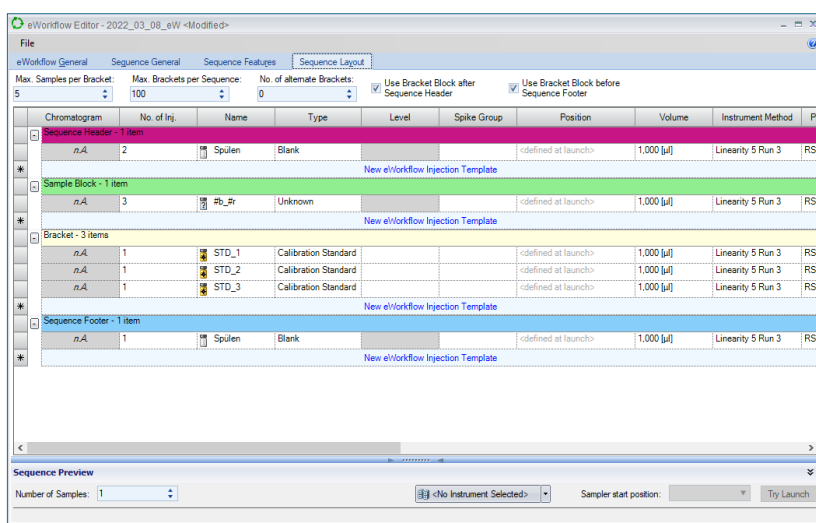 eWorkflow Editor - 2022_03_08_eW <Modified>
File
eWorkflow General Sequence General Sequence Features Sequence Layout
Max. Samples per Bracket: Max. Brackets per Sequence: No. of alternate Brackets: Use Bracket Block after Sequence Header Use Bracket Block before Sequence Footer
5 100 0
Chromatogram No. of Inj. Name Type Level Spike Group Position Volume Instrument Method P
Sequence Header - 1 item
n.A. 2 Spülen Blank <defined at launch> 1,000 [µl] Linearity 5 Run 3 RS
New eWorkflow Injection Template
Sample Block - 1 item
n.A. 3 #b_#r Unknown <defined at launch> 1,000 [µl] Linearity 5 Run 3 RS
New eWorkflow Injection Template
Bracket - 3 items
n.A. 1 STD_1 Calibration Standard <defined at launch> 1,000 [µl] Linearity 5 Run 3 RS
n.A. 1 STD_2 Calibration Standard <defined at launch> 1,000 [µl] Linearity 5 Run 3 RS
n.A. 1 STD_3 Calibration Standard <defined at launch> 1,000 [µl] Linearity 5 Run 3 RS
New eWorkflow Injection Template
Sequence Footer - 1 item
n.A. 1 Spülen Blank <defined at launch> 1,000 [µl] Linearity 5 Run 3 RS
New eWorkflow Injection Template
Sequence Preview
Number of Samples: 1 <No Instrument Selected> Sampler start position: Try Launch